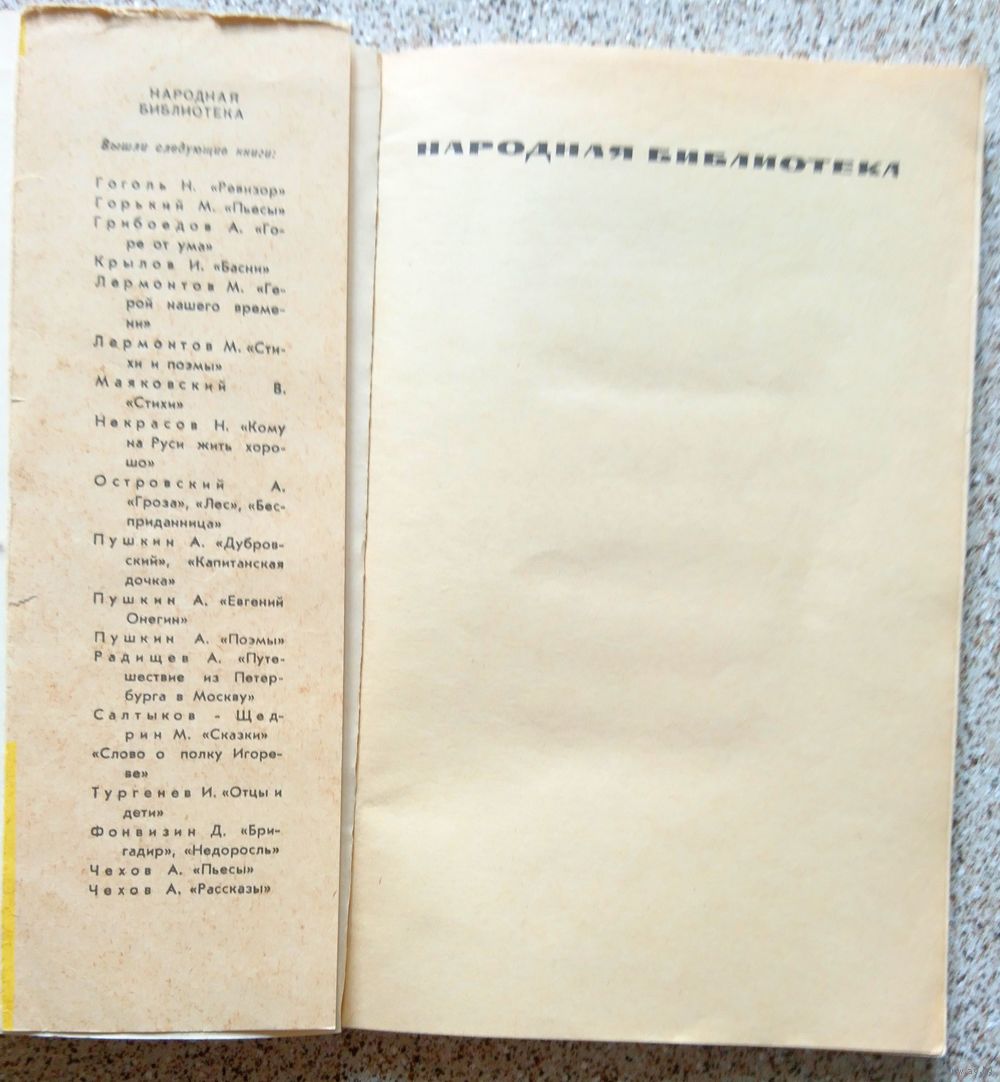 НАРОДНАЯ
БИБЛИОТЕКА
Вышли следующие книги:
Гоголь Н. «Ревизор»
Горький М. «Пьесы»
Грибоедов А. «Го-
ре от ума»
Крылов И. «Басни»
Лермонтов М. «Ге-
рой нашего време-
ни»
Лермонтов М. «Сти-
хи и поэмы»
Маяковский В.
«Стихи»
Некрасов Н. «Кому
на Руси жить хоро-
шо»
Островский А.
«Гроза», «Лес», «Бес-
приданница»
Пушкин А. «Дубров-
ский», «Капитанская
дочка»
Пушкин А. «Евгений
Онегин»
Пушкин А. «Поэмы»
Радищев А. «Путе-
шествие из Петер-
бурга в Москву»
Салтыков - Щед-
рин М. «Сказки»
«Слово о полку Игоре-
ве»
Тургенев И. «Отцы и
дети»
Фонвизин Д. «Бри-
гадир», «Недоросль»
Чехов А. «Пьесы»
Чехов А. «Рассказы»
НАРОДНАЯ БИБЛИОТЕКА